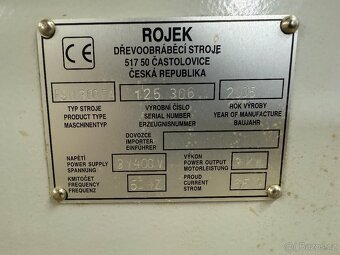 ROJEK
DŘEVOOBRÁBĚCÍ STROJE
517 50 ČASTOLOVICE
ČESKÁ REPUBLIKA
CE
125 306
TYP STROJE
PRODUCT TYPE
MASCHINENTYP
VÝROBNÍ ČÍSLO
SERIAL NUMBER
ERZEUGNISNUMMER
ROK VÝROBY
YEAR OF MANUFACTURE
BAUJAHR
DOVOZCE
IMPORTER
EINFÜHRER
NAPĚTÍ
POWER SUPPLY
SPANNUNG
3X400V
VÝKON
POWER OUTPUT
MOTORLEISTUNG
KMITOČET
FREQUENCY
FREQUENZ
50HZ
PROUD
CURRENT
STROM